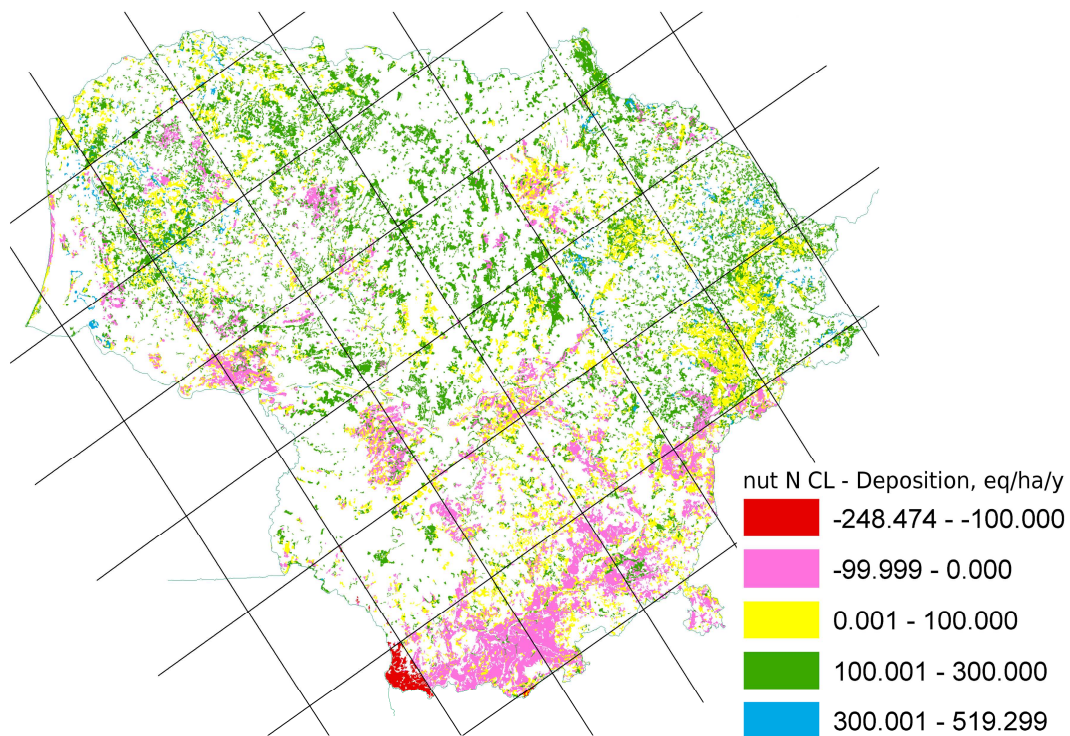 nut N CL - Deposition, eq/ha/y
-248.474 - -100.000
-99.999 - 0.000
0.001 - 100.000
100.001 - 300.000
300.001 - 519.299